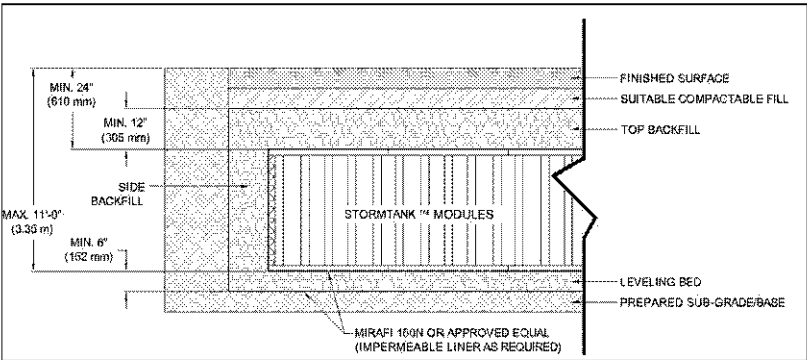 MIN. 24"
(610 mm)
FINISHED SURFACE
SUITABLE COMPACTABLE FILL
MIN. 12"
(305 mm)
TOP BACKFILL
SIDE
BACKFILL
MAX. 11'-0"
(3.35 m)
STORMTANK ™ MODULES
MIN. 6"
(152 mm)
LEVELING BED
PREPARED SUB-GRADE/BASE
MIRAFI 160N OR APPROVED EQUAL
(IMPERMEABLE LINER AS REQUIRED)